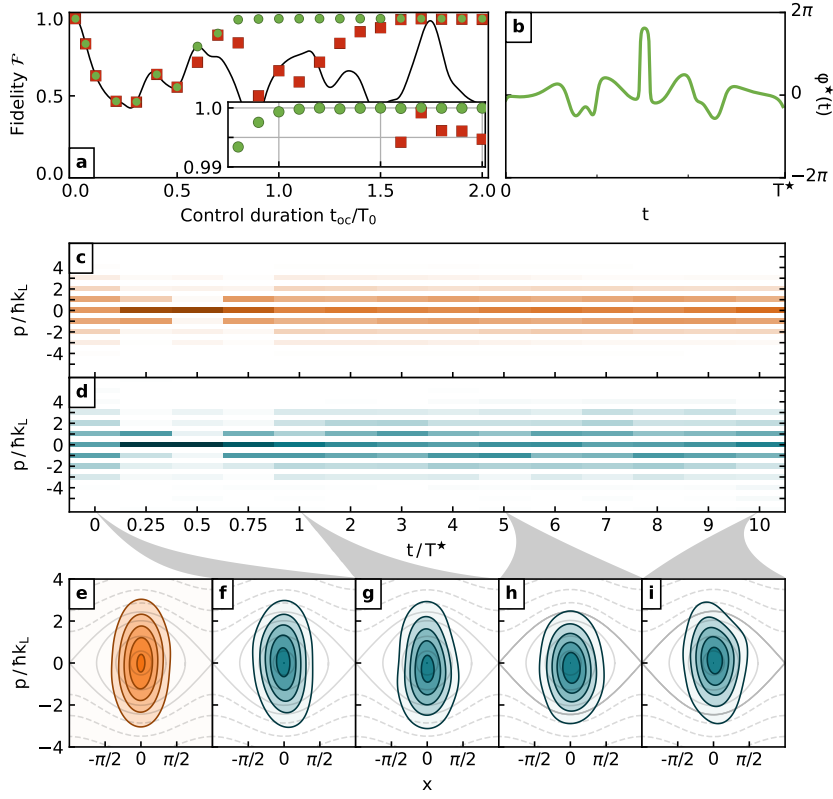 1.0
0.5
0.0
Fidelity 𝓕
a
1.0
0.99
0.0 0.5 1.0 1.5 2.0
Control duration t_oc/T_0
b
2π
0
−2π
φ★(t)
0 T★
t
c
4
2
0
-2
-4
p/ℏk_L
d
4
2
0
-2
-4
p/ℏk_L
0 0.25 0.5 0.75 1 2 3 4 5 6 7 8 9 10
t/T★
e f g h i
4
2
0
−2
−4
p/ℏk_L
-π/2 0 π/2 -π/2 0 π/2 -π/2 0 π/2 -π/2 0 π/2 -π/2 0 π/2
x